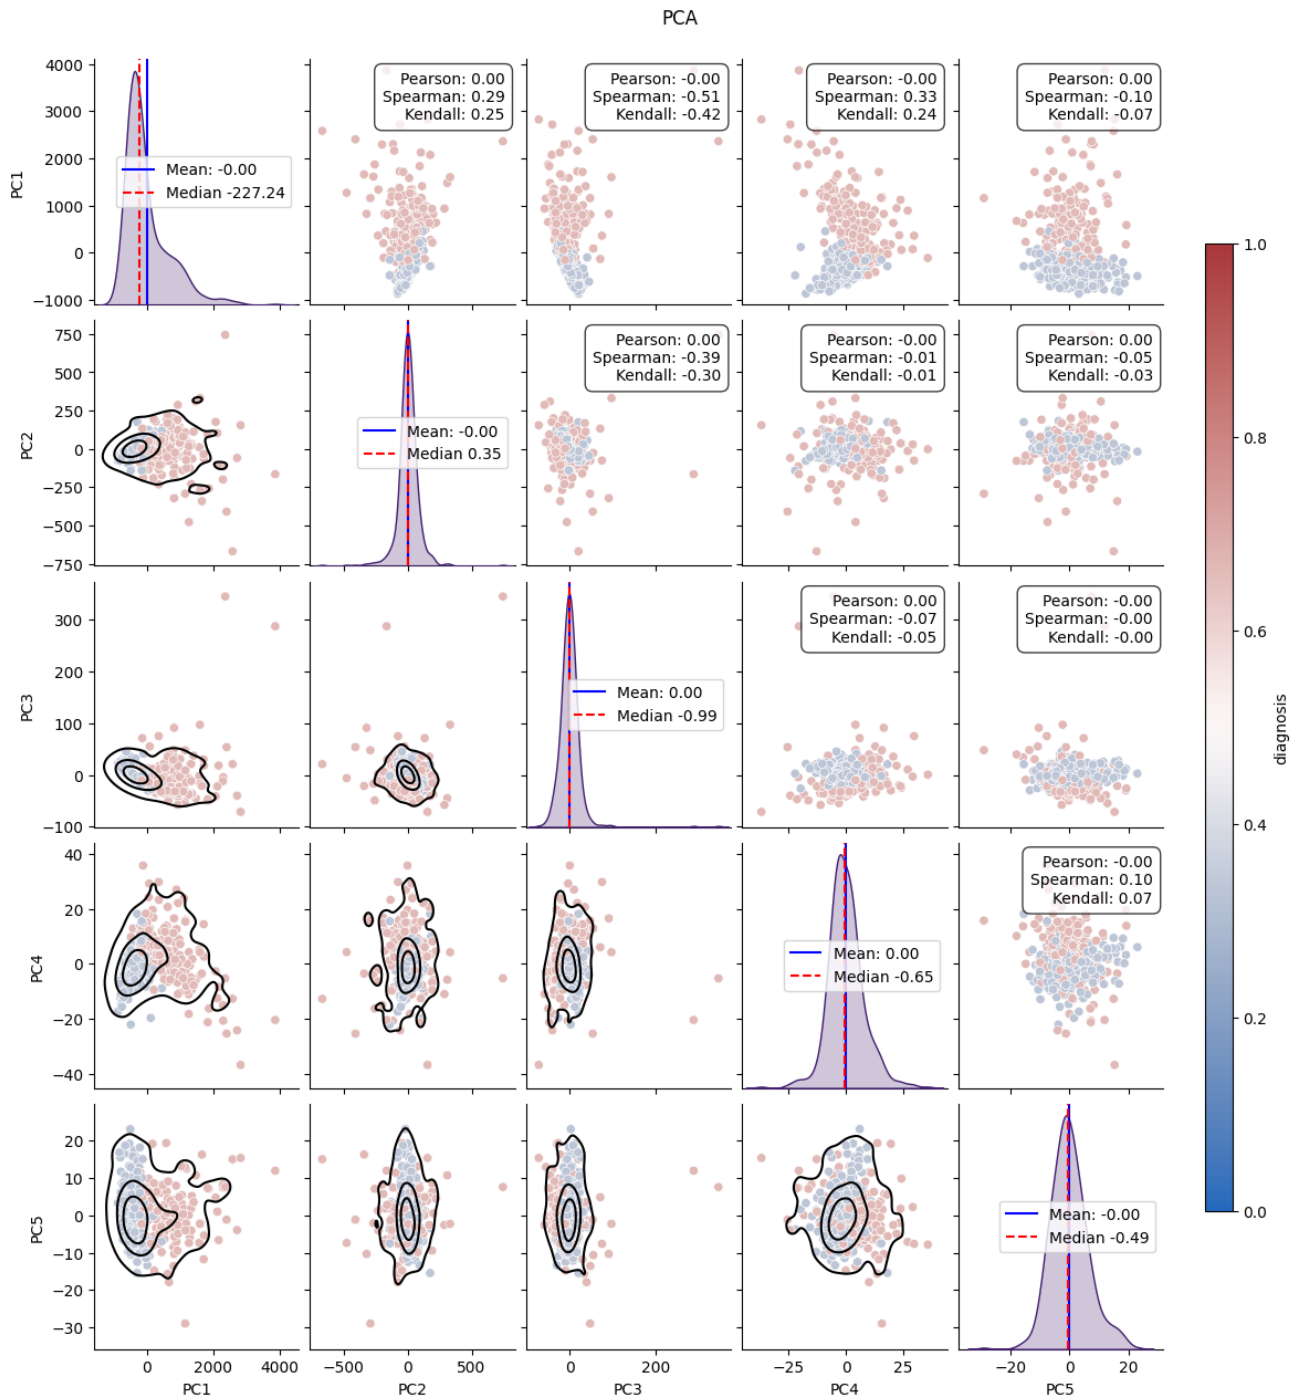 PCA
4000
3000
2000
1000
0
−1000
PC1
Mean: -0.00
Median -227.24
Pearson: 0.00
Spearman: 0.29
Kendall: 0.25
Pearson: -0.00
Spearman: -0.51
Kendall: -0.42
Pearson: -0.00
Spearman: 0.33
Kendall: 0.24
Pearson: 0.00
Spearman: -0.10
Kendall: -0.07
750
500
250
0
−250
−500
−750
PC2
Mean: -0.00
Median 0.35
Pearson: 0.00
Spearman: -0.39
Kendall: -0.30
Pearson: -0.00
Spearman: -0.01
Kendall: -0.01
Pearson: 0.00
Spearman: -0.05
Kendall: -0.03
300
200
100
0
−100
PC3
Mean: 0.00
Median -0.99
Pearson: 0.00
Spearman: -0.07
Kendall: -0.05
Pearson: -0.00
Spearman: -0.00
Kendall: -0.00
40
20
0
−20
−40
PC4
Mean: 0.00
Median -0.65
Pearson: -0.00
Spearman: 0.10
Kendall: 0.07
20
10
0
−10
−20
−30
PC5
Mean: -0.00
Median -0.49
0 2000 4000
PC1
−500 0 500
PC2
0 200
PC3
−25 0 25
PC4
−20 0 20
PC5
1.0
0.8
0.6
0.4
0.2
0.0
diagnosis